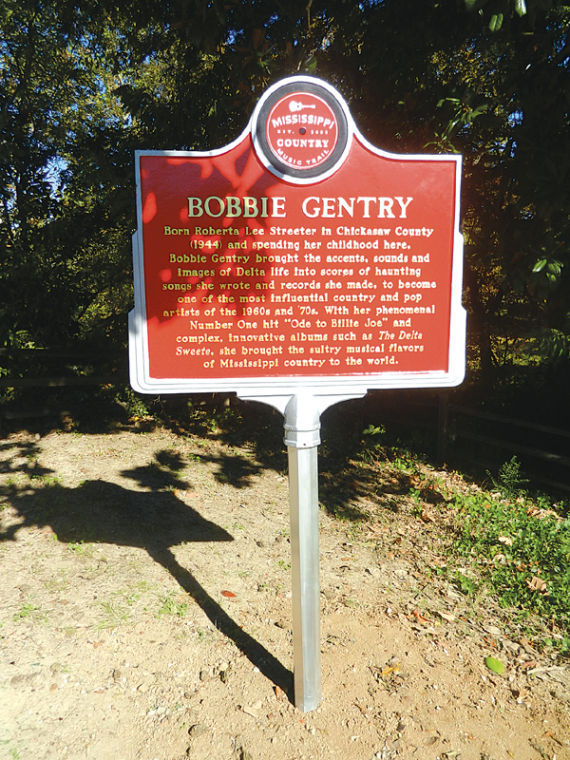 MISSISSIPPI
EST. 2009
COUNTRY
MUSIC TRAIL
BOBBIE GENTRY
Born Roberta Lee Streeter in Chickasaw County
(1944) and spending her childhood here,
Bobbie Gentry brought the accents, sounds and
images of Delta life into scores of haunting
songs she wrote and records she made, to become
one of the most influential country and pop
artists of the 1960s and '70s. With her phenomenal
Number One hit "Ode to Billie Joe" and
complex, innovative albums such as The Delta
Sweete, she brought the sultry musical flavors
of Mississippi country to the world.